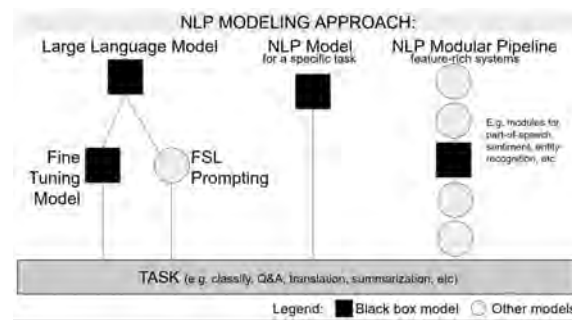 NLP MODELING APPROACH:
Large Language Model
NLP Model
for a specific task
NLP Modular Pipeline
feature-rich systems
E.g. modules for
part-of-speech,
sentiment, entity-
recognition, etc
Fine
Tuning
Model
FSL
Prompting
TASK (e.g. classify, Q&A, translation, summarization, etc)
Legend: Black box model Other models